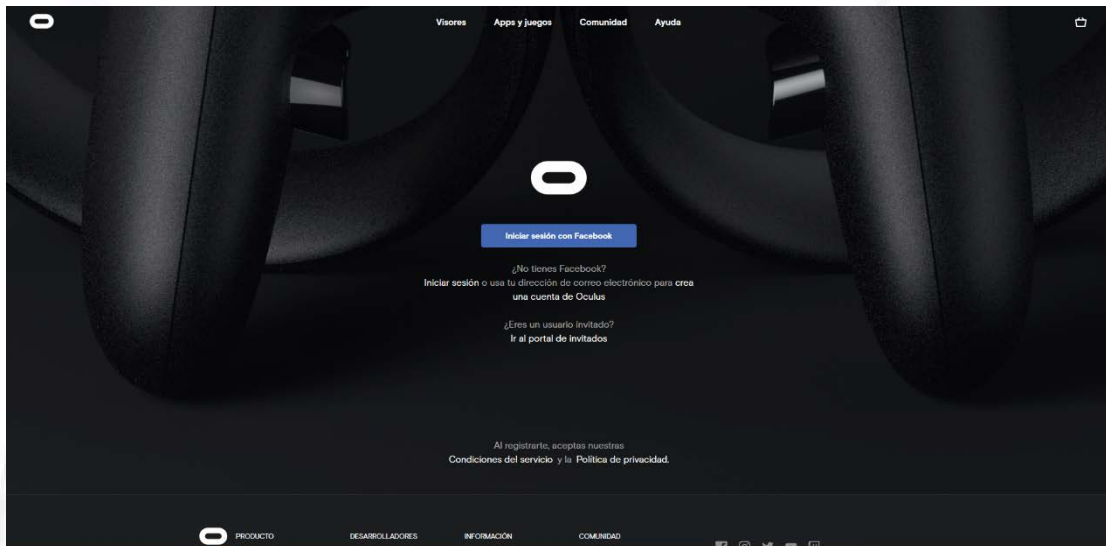 Visores Apps y juegos Comunidad Ayuda
Iniciar sesión con Facebook
¿No tienes Facebook?
Iniciar sesión o usa tu dirección de correo electrónico para crea
una cuenta de Oculus
¿Eres un usuario invitado?
Ir al portal de invitados
Al registrarte, aceptas nuestras
Condiciones del servicio y la Política de privacidad.
PRODUCTO DESARROLLADORES INFORMACIÓN COMUNIDAD